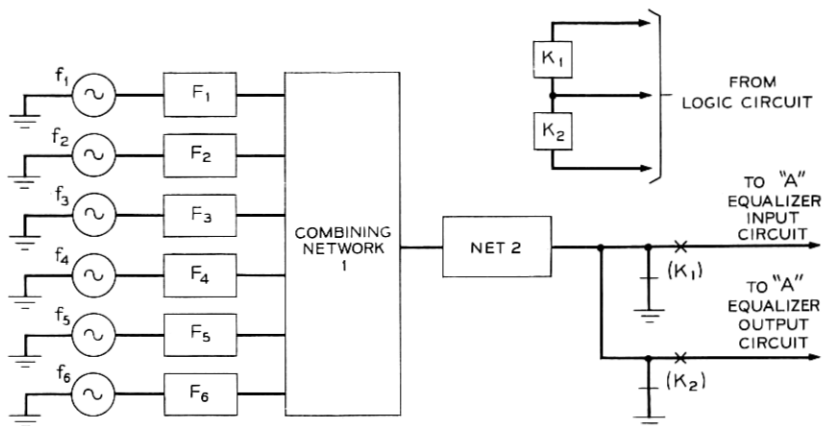 f1
F1
f2
F2
f3
F3
f4
F4
f5
F5
f6
F6
COMBINING
NETWORK
1
NET 2
K1
K2
FROM
LOGIC CIRCUIT
TO "A"
EQUALIZER
INPUT
CIRCUIT
(K1)
TO "A"
EQUALIZER
OUTPUT
CIRCUIT
(K2)